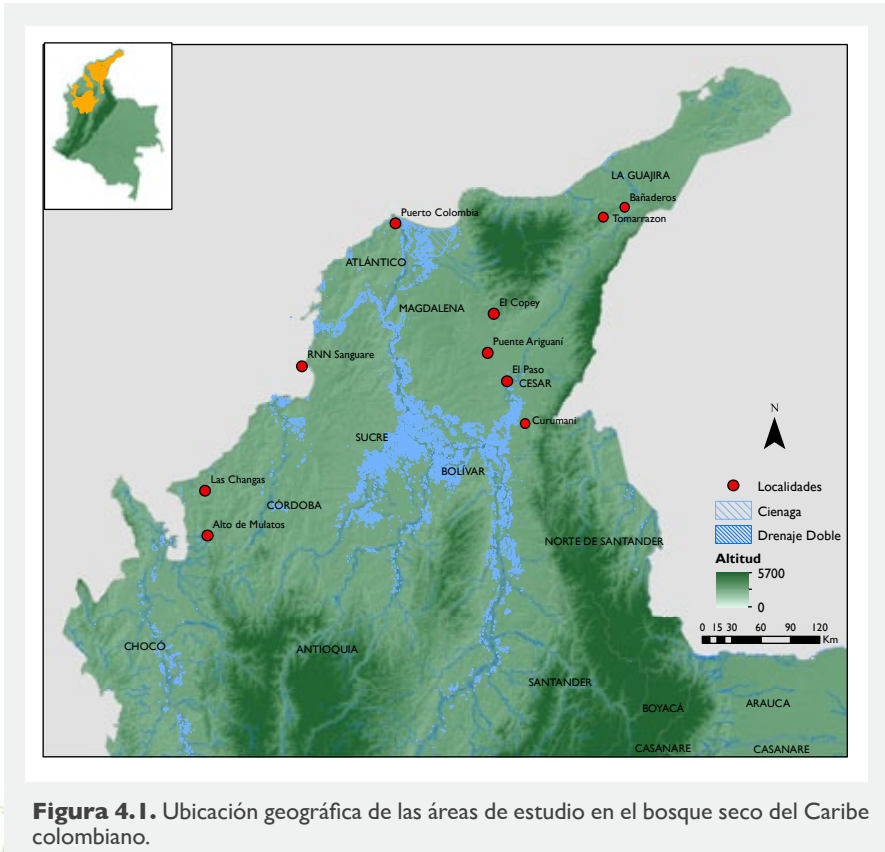 LA GUAJIRA
Bañaderos
Tomarrazon
Puerto Colombia
ATLÁNTICO
MAGDALENA
El Copey
Puente Ariguaní
RNN Sanguare
El Paso
CESAR
N
Curumani
SUCRE
BOLÍVAR
Las Changas
CÓRDOBA
Alto de Mulatos
Localidades
Cienaga
Drenaje Doble
NORTE DE SANTANDER
Altitud
5700
0
0 15 30 60 90 120
Km
CHOCÓ
ANTIOQUIA
SANTANDER
BOYACÁ
ARAUCA
CASANARE
CASANARE
Figura 4.1. Ubicación geográfica de las áreas de estudio en el bosque seco del Caribe
colombiano.